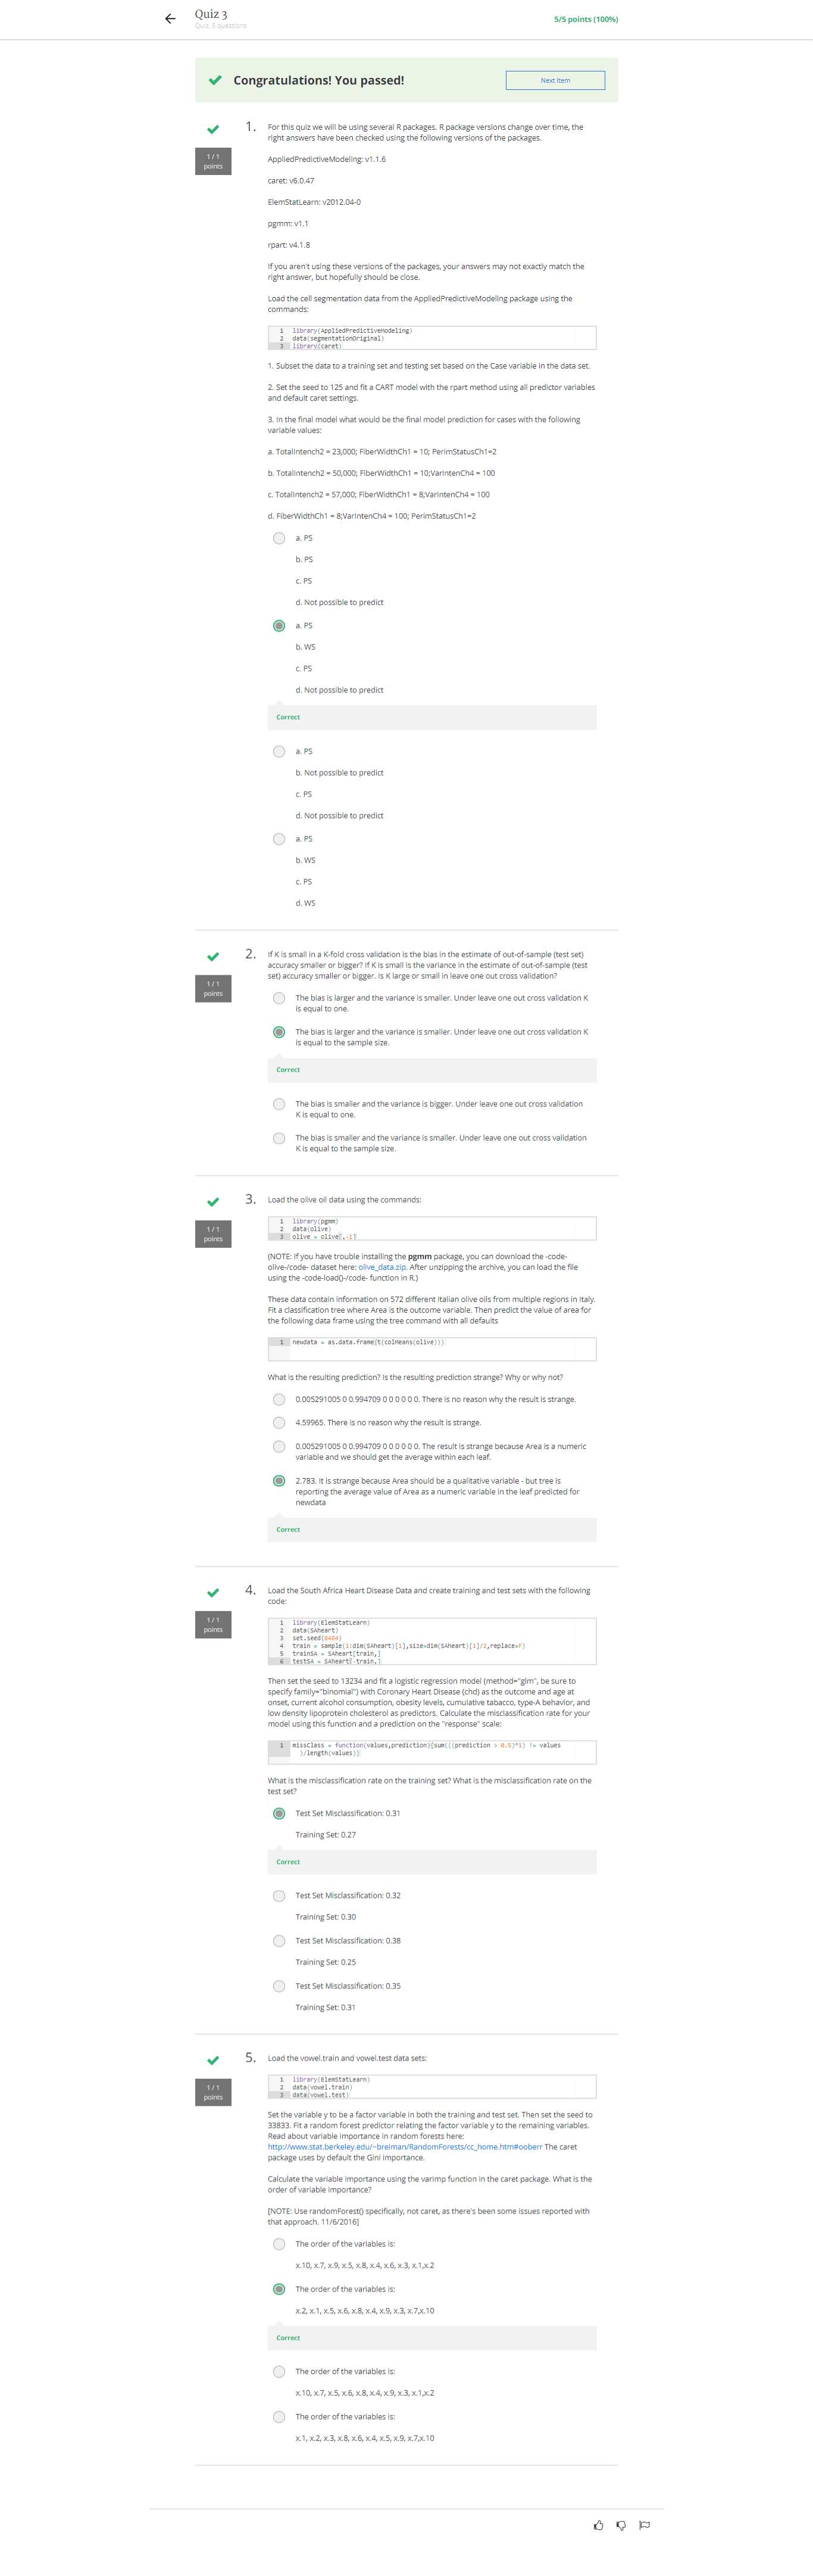 Quiz 3
Quiz, 5 questions
5/5 points (100%)
Congratulations! You passed!
Next Item
1 / 1
points
1.
For this quiz we will be using several R packages. R package versions change over time, the
right answers have been checked using the following versions of the packages.
AppliedPredictiveModeling: v1.1.6
caret: v6.0.47
ElemStatLearn: v2012.04-0
pgmm: v1.1
rpart: v4.1.8
If you aren't using these versions of the packages, your answers may not exactly match the
right answer, but hopefully should be close.
Load the cell segmentation data from the AppliedPredictiveModeling package using the
commands:
1 library(AppliedPredictiveModeling)
2 data(segmentationOriginal)
3 library(caret)
1. Subset the data to a training set and testing set based on the Case variable in the data set.
2. Set the seed to 125 and fit a CART model with the rpart method using all predictor variables
and default caret settings.
3. In the final model what would be the final model prediction for cases with the following
variable values:
a. TotalIntench2 = 23,000; FiberWidthCh1 = 10; PerimStatusCh1=2
b. TotalIntench2 = 50,000; FiberWidthCh1 = 10;VarIntenCh4 = 100
c. TotalIntench2 = 57,000; FiberWidthCh1 = 8;VarIntenCh4 = 100
d. FiberWidthCh1 = 8;VarIntenCh4 = 100; PerimStatusCh1=2
a. PS
b. PS
c. PS
d. Not possible to predict
a. PS
b. WS
c. PS
d. Not possible to predict
Correct
a. PS
b. Not possible to predict
c. PS
d. Not possible to predict
a. PS
b. WS
c. PS
d. WS
1 / 1
points
2.
If K is small in a K-fold cross validation is the bias in the estimate of out-of-sample (test set)
accuracy smaller or bigger? If K is small is the variance in the estimate of out-of-sample (test
set) accuracy smaller or bigger. Is K large or small in leave one out cross validation?
The bias is larger and the variance is smaller. Under leave one out cross validation K
is equal to one.
The bias is larger and the variance is smaller. Under leave one out cross validation K
is equal to the sample size.
Correct
The bias is smaller and the variance is bigger. Under leave one out cross validation
K is equal to one.
The bias is smaller and the variance is smaller. Under leave one out cross validation
K is equal to the sample size.
1 / 1
points
3.
Load the olive oil data using the commands:
1 library(pgmm)
2 data(olive)
3 olive = olive[,-1]
(NOTE: If you have trouble installing the pgmm package, you can download the -code-
olive-/code- dataset here: olive_data.zip. After unzipping the archive, you can load the file
using the -code-load()-/code- function in R.)
These data contain information on 572 different Italian olive oils from multiple regions in Italy.
Fit a classification tree where Area is the outcome variable. Then predict the value of area for
the following data frame using the tree command with all defaults
1 newdata = as.data.frame(t(colMeans(olive)))
What is the resulting prediction? Is the resulting prediction strange? Why or why not?
0.005291005 0 0.994709 0 0 0 0 0 0. There is no reason why the result is strange.
4.59965. There is no reason why the result is strange.
0.005291005 0 0.994709 0 0 0 0 0 0. The result is strange because Area is a numeric
variable and we should get the average within each leaf.
2.783. It is strange because Area should be a qualitative variable - but tree is
reporting the average value of Area as a numeric variable in the leaf predicted for
newdata
Correct
1 / 1
points
4.
Load the South Africa Heart Disease Data and create training and test sets with the following
code:
1 library(ElemStatLearn)
2 data(SAheart)
3 set.seed(8484)
4 train = sample(1:dim(SAheart)[1],size=dim(SAheart)[1]/2,replace=F)
5 trainSA = SAheart[train,]
6 testSA = SAheart[-train,]
Then set the seed to 13234 and fit a logistic regression model (method="glm", be sure to
specify family="binomial") with Coronary Heart Disease (chd) as the outcome and age at
onset, current alcohol consumption, obesity levels, cumulative tabacco, type-A behavior, and
low density lipoprotein cholesterol as predictors. Calculate the misclassification rate for your
model using this function and a prediction on the "response" scale:
1 missClass = function(values,prediction){sum(((prediction > 0.5)*1) != values
)/length(values)}
What is the misclassification rate on the training set? What is the misclassification rate on the
test set?
Test Set Misclassification: 0.31
Training Set: 0.27
Correct
Test Set Misclassification: 0.32
Training Set: 0.30
Test Set Misclassification: 0.38
Training Set: 0.25
Test Set Misclassification: 0.35
Training Set: 0.31
1 / 1
points
5.
Load the vowel.train and vowel.test data sets:
1 library(ElemStatLearn)
2 data(vowel.train)
3 data(vowel.test)
Set the variable y to be a factor variable in both the training and test set. Then set the seed to
33833. Fit a random forest predictor relating the factor variable y to the remaining variables.
Read about variable importance in random forests here:
http://www.stat.berkeley.edu/~breiman/RandomForests/cc_home.htm#ooberr The caret
package uses by default the Gini importance.
Calculate the variable importance using the varImp function in the caret package. What is the
order of variable importance?
[NOTE: Use randomForest() specifically, not caret, as there's been some issues reported with
that approach. 11/6/2016]
The order of the variables is:
x.10, x.7, x.9, x.5, x.8, x.4, x.6, x.3, x.1,x.2
The order of the variables is:
x.2, x.1, x.5, x.6, x.8, x.4, x.9, x.3, x.7,x.10
Correct
The order of the variables is:
x.10, x.7, x.5, x.6, x.8, x.4, x.9, x.3, x.1,x.2
The order of the variables is:
x.1, x.2, x.3, x.8, x.6, x.4, x.5, x.9, x.7,x.10